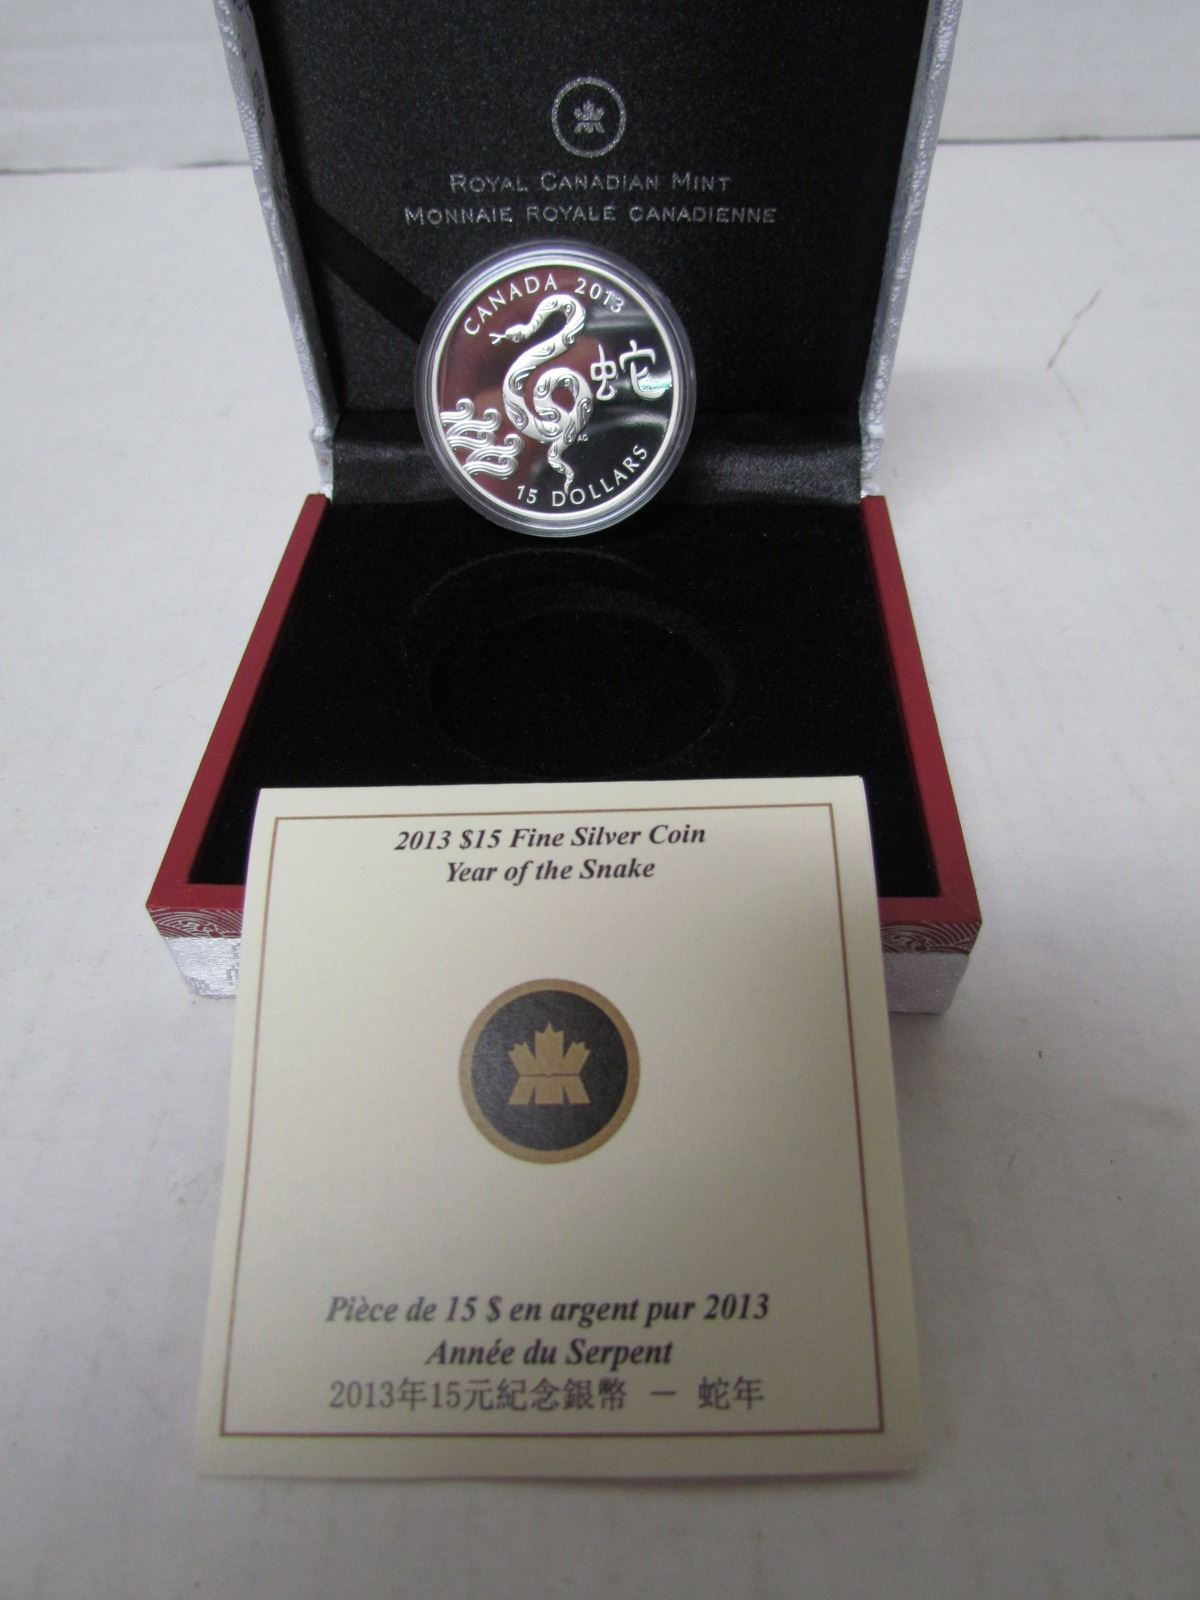 ROYAL CANADIAN MINT
MONNAIE ROYALE CANADIENNE
CANADA 2013
蛇
AG
15 DOLLARS
2013 $15 Fine Silver Coin
Year of the Snake
Pièce de 15 $ en argent pur 2013
Année du Serpent
2013年15元紀念銀幣 － 蛇年